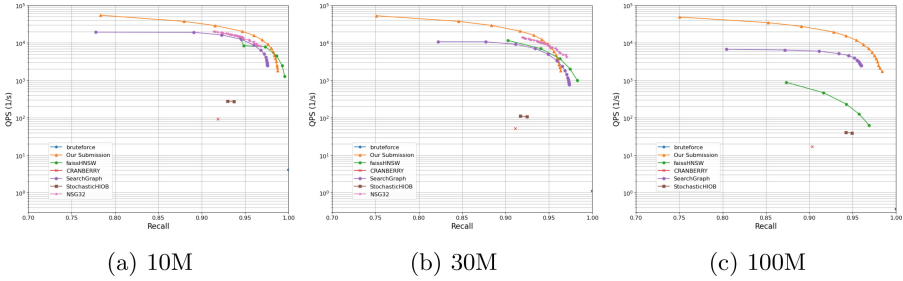 10^5
10^4
10^3
10^2
10^1
10^0
QPS (1/s)
bruteforce
Our Submission
faissHNSW
CRANBERRY
SearchGraph
StochasticHIOB
NSG32
0.70 0.75 0.80 0.85 0.90 0.95 1.00
Recall
(a) 10M
10^5
10^4
10^3
10^2
10^1
10^0
QPS (1/s)
bruteforce
Our Submission
faissHNSW
CRANBERRY
SearchGraph
StochasticHIOB
NSG32
0.70 0.75 0.80 0.85 0.90 0.95 1.00
Recall
(b) 30M
10^5
10^4
10^3
10^2
10^1
10^0
QPS (1/s)
bruteforce
Our Submission
faissHNSW
CRANBERRY
SearchGraph
StochasticHIOB
0.70 0.75 0.80 0.85 0.90 0.95 1.00
Recall
(c) 100M